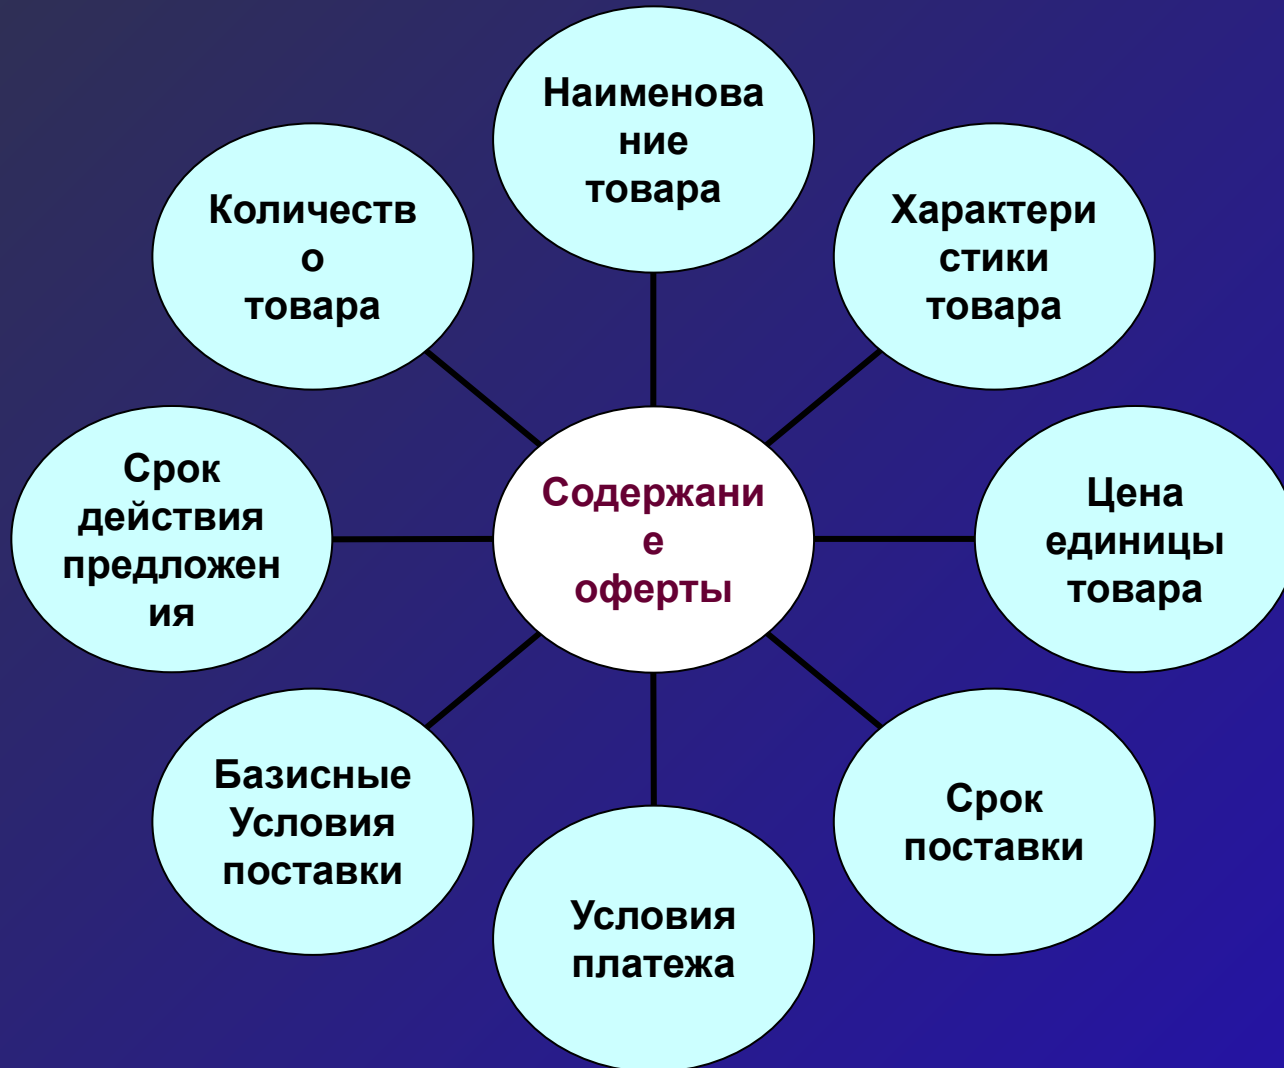 Наименова
ние
товара
Характери
стики
товара
Цена
единицы
товара
Срок
поставки
Условия
платежа
Базисные
Условия
поставки
Срок
действия
предложен
ия
Количеств
о
товара
Содержани
е
оферты